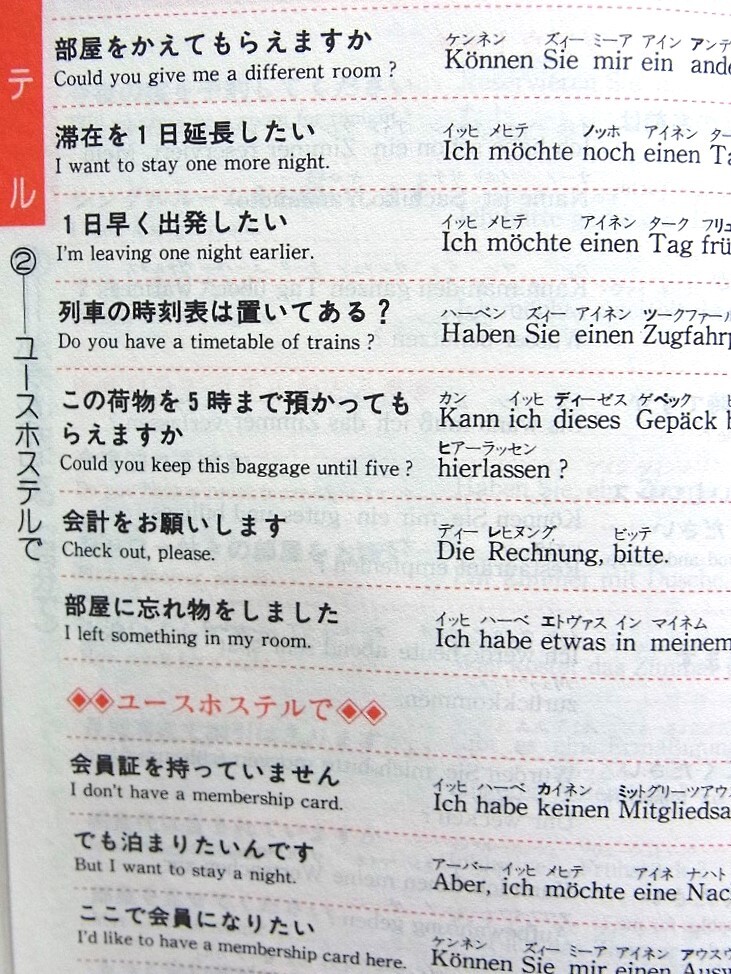 テル ②――ユースホステルで
部屋をかえてもらえますか
Could you give me a different room ?
ケンネン ズィー ミーア アイン
Können Sie mir ein
滞在を1日延長したい
I want to stay one more night.
イッヒ メヒテ ノッホ アイネン
Ich möchte noch einen
1日早く出発したい
I'm leaving one night earlier.
イッヒ メヒテ アイネン ターク
Ich möchte einen Tag
列車の時刻表は置いてある?
Do you have a timetable of trains ?
ハーベン ズィー アイネン
Haben Sie einen
この荷物を5時まで預かっても
らえますか
Could you keep this baggage until five ?
カン イッヒ ディーゼス ゲペック
Kann ich dieses Gepäck
ヒアーラッセン
hierlassen ?
会計をお願いします
Check out, please.
ディー レヒヌング, ビッテ
Die Rechnung, bitte.
部屋に忘れ物をしました
I left something in my room.
イッヒ ハーベ エトヴァス イン マイネム
Ich habe etwas in meinem
◈◈ユースホステルで◈◈
会員証を持っていません
I don't have a membership card.
イッヒ ハーベ カイネン
Ich habe keinen
でも泊まりたいんです
But I want to stay a night.
アーバー イッヒ メヒテ アイネ ナハト
Aber, ich möchte eine
ここで会員になりたい
I'd like to have a membership card here.
ケンネン ズィー ミーア アイネン
Können Sie mir einen